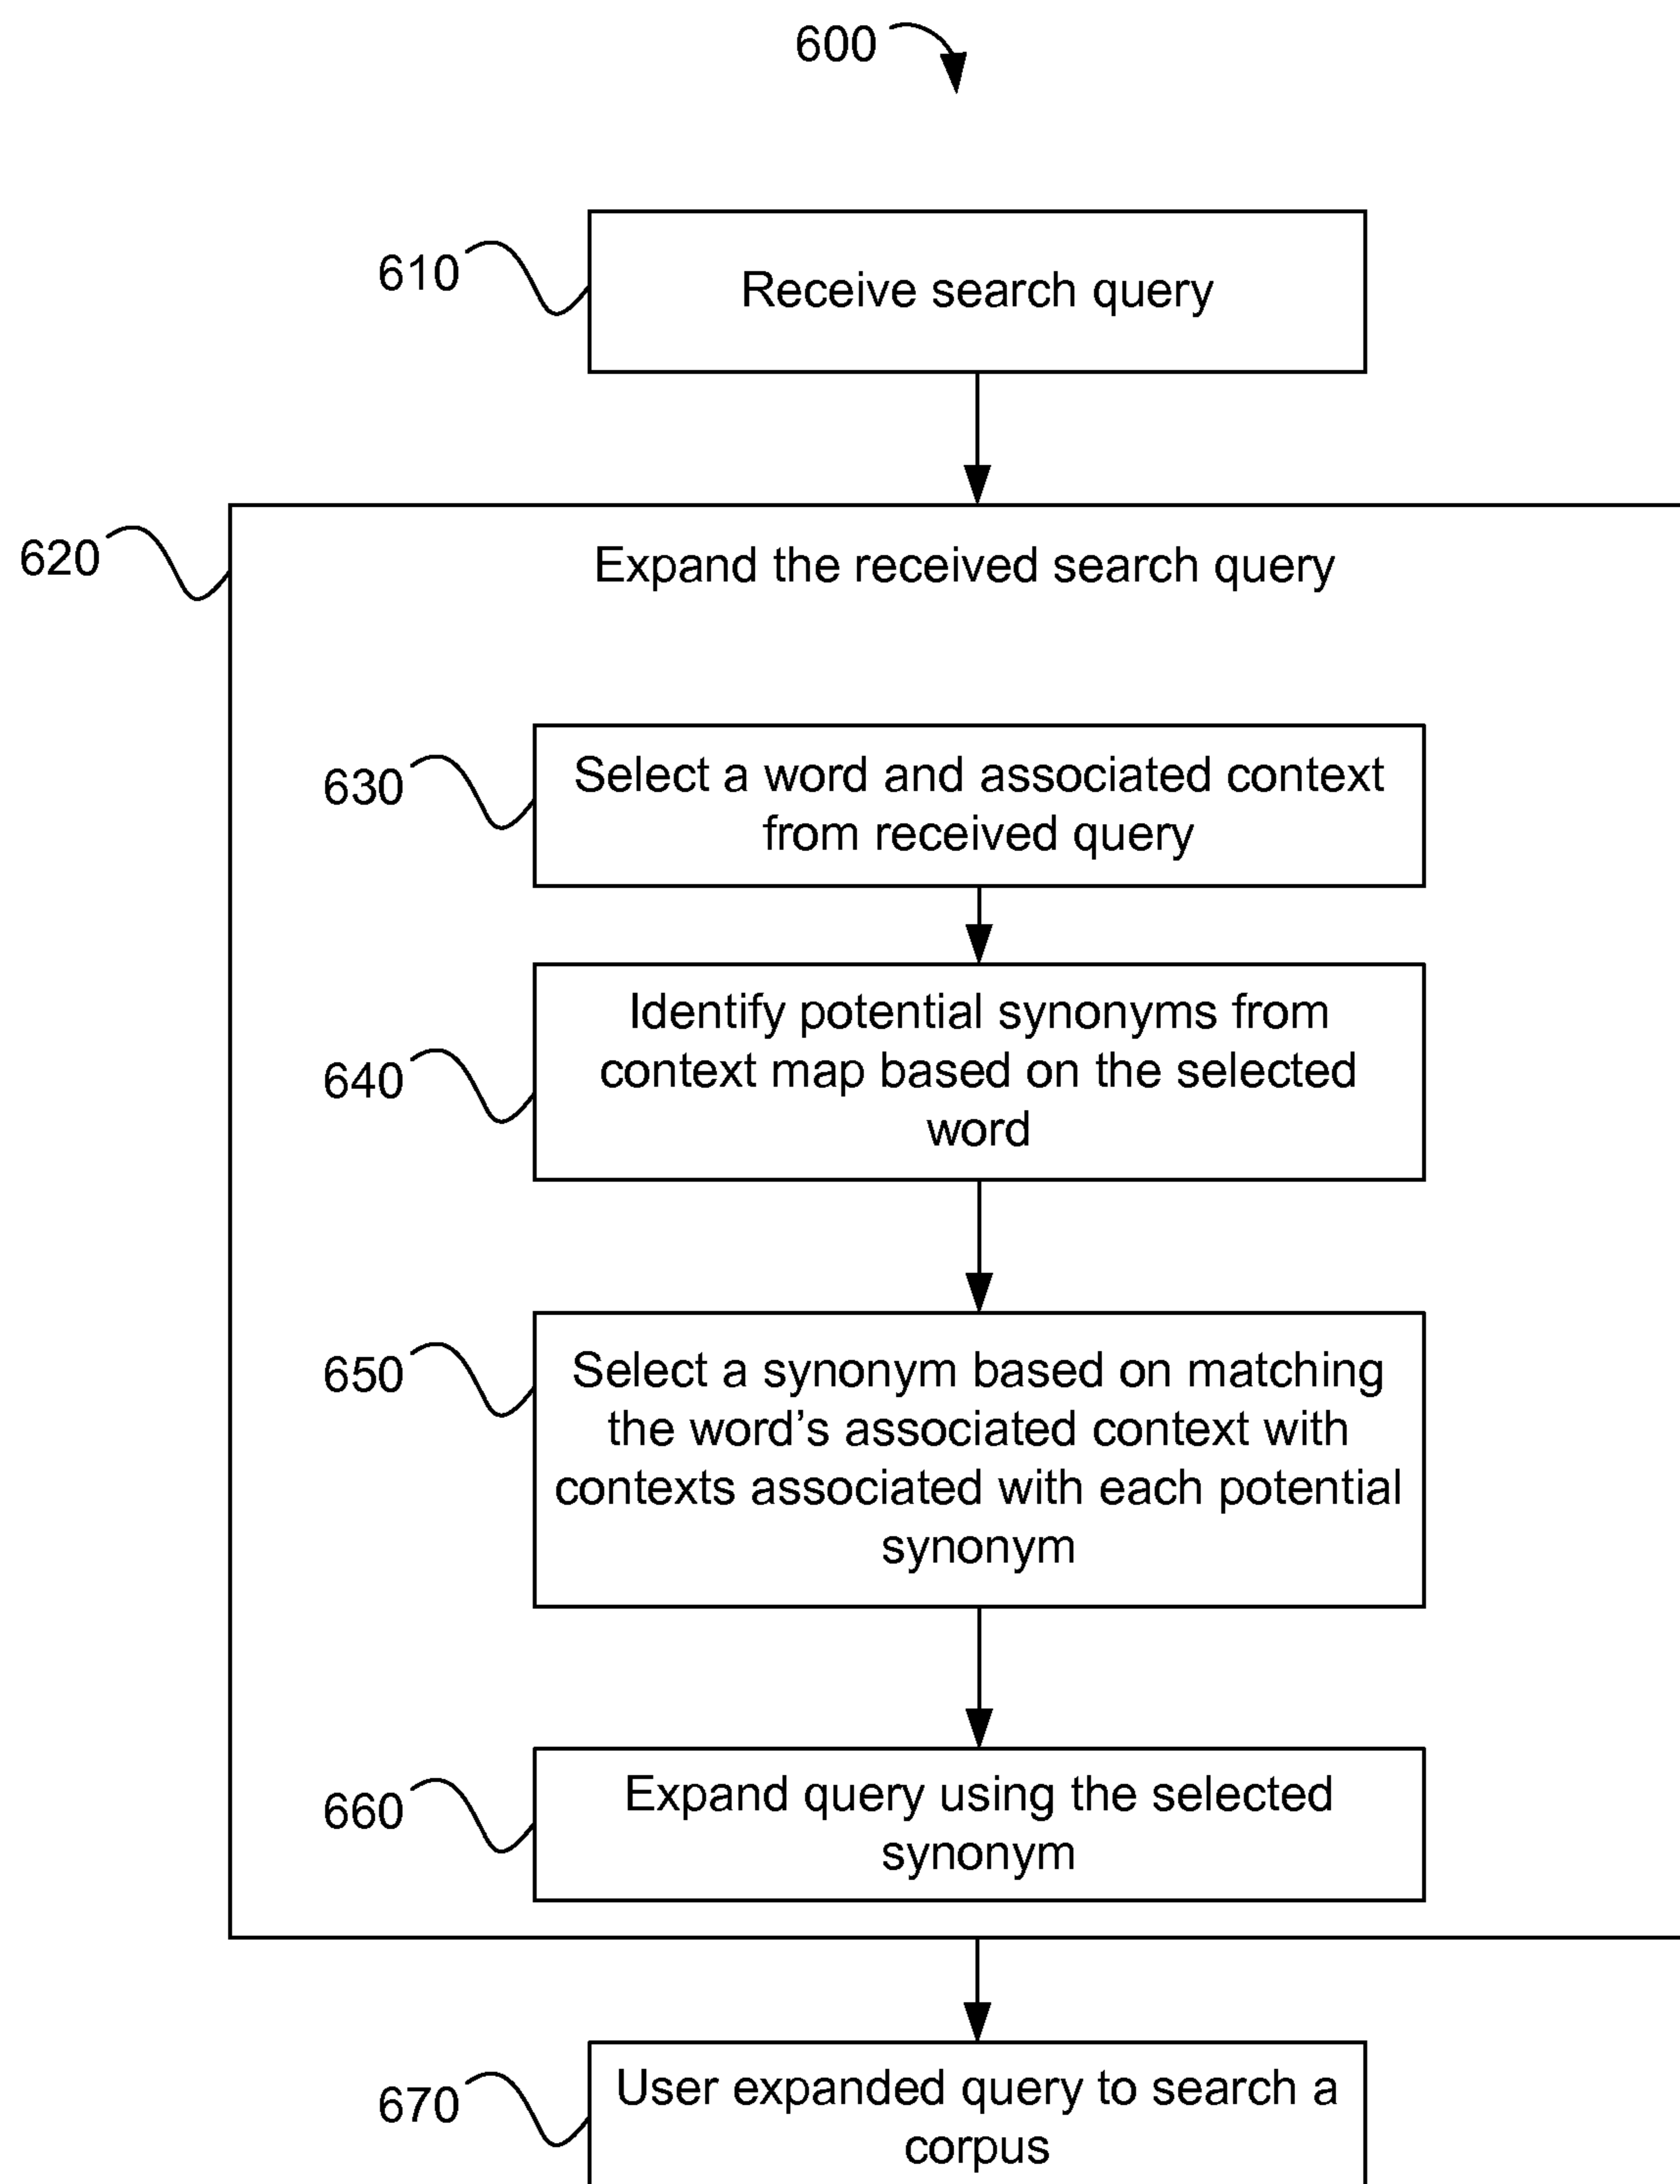 600
610
Receive search query
620
Expand the received search query
630
Select a word and associated context
from received query
640
Identify potential synonyms from
context map based on the selected
word
650
Select a synonym based on matching
the word's associated context with
contexts associated with each potential
synonym
660
Expand query using the selected
synonym
670
User expanded query to search a
corpus